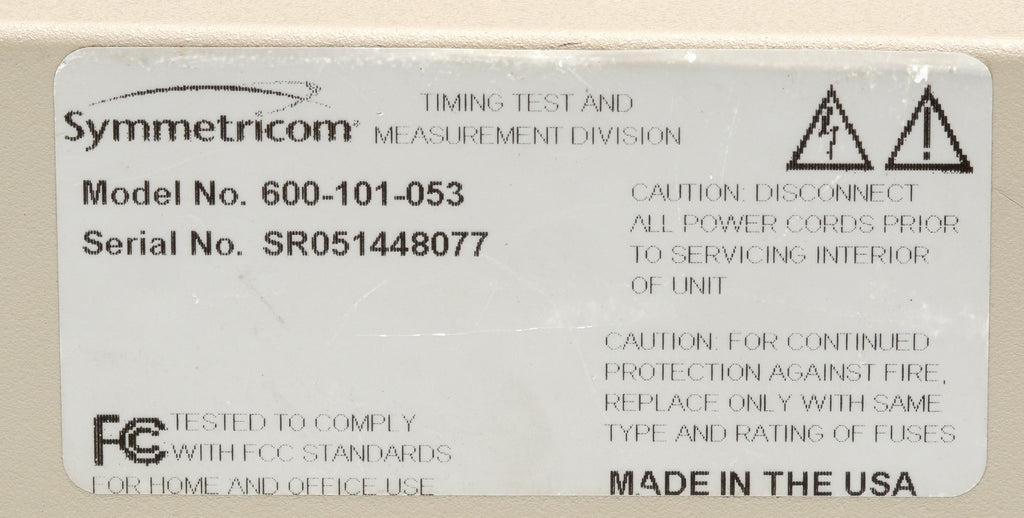 Symmetricom
TIMING TEST AND
MEASUREMENT DIVISION
Model No. 600-101-053
Serial No. SR051448077
CAUTION: DISCONNECT
ALL POWER CORDS PRIOR
TO SERVICING INTERIOR
OF UNIT
CAUTION: FOR CONTINUED
PROTECTION AGAINST FIRE,
REPLACE ONLY WITH SAME
TYPE AND RATING OF FUSES
FC TESTED TO COMPLY
WITH FCC STANDARDS
FOR HOME AND OFFICE USE
MADE IN THE USA